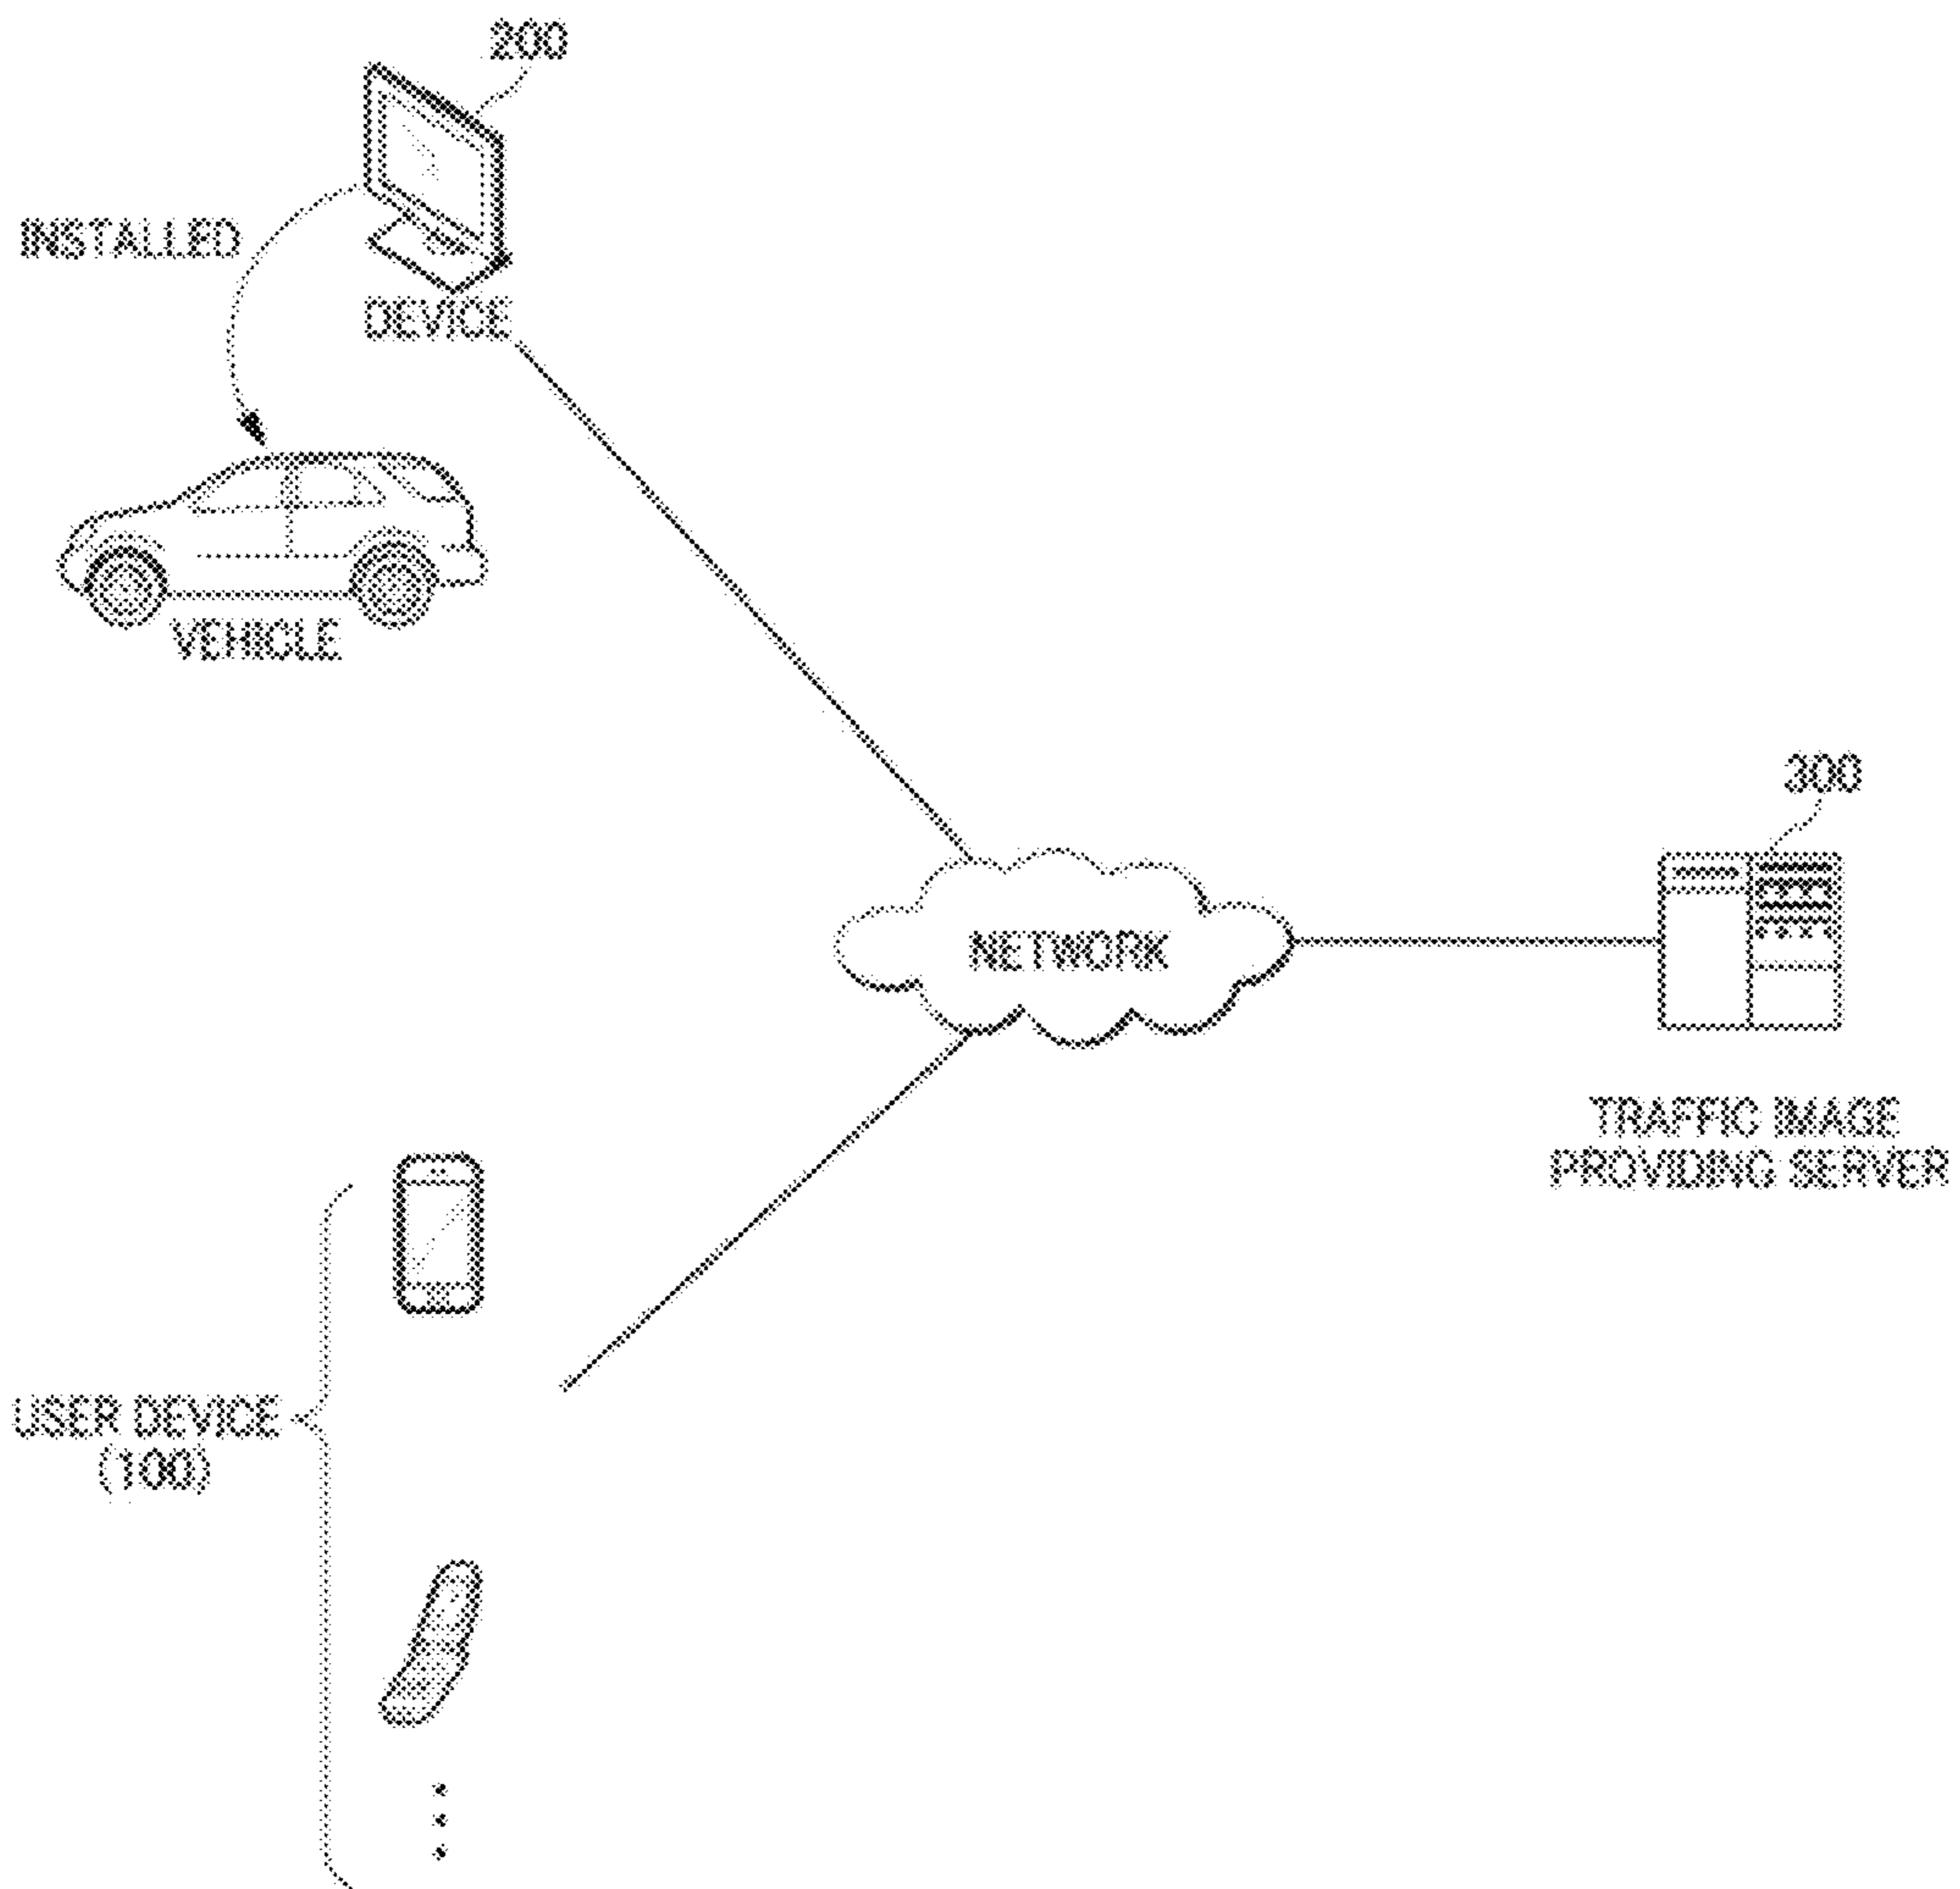 200
INSTALLED
DEVICE
VEHICLE
300
NETWORK
TRAFFIC IMAGE
PROVIDING SERVER
USER DEVICE
(100)